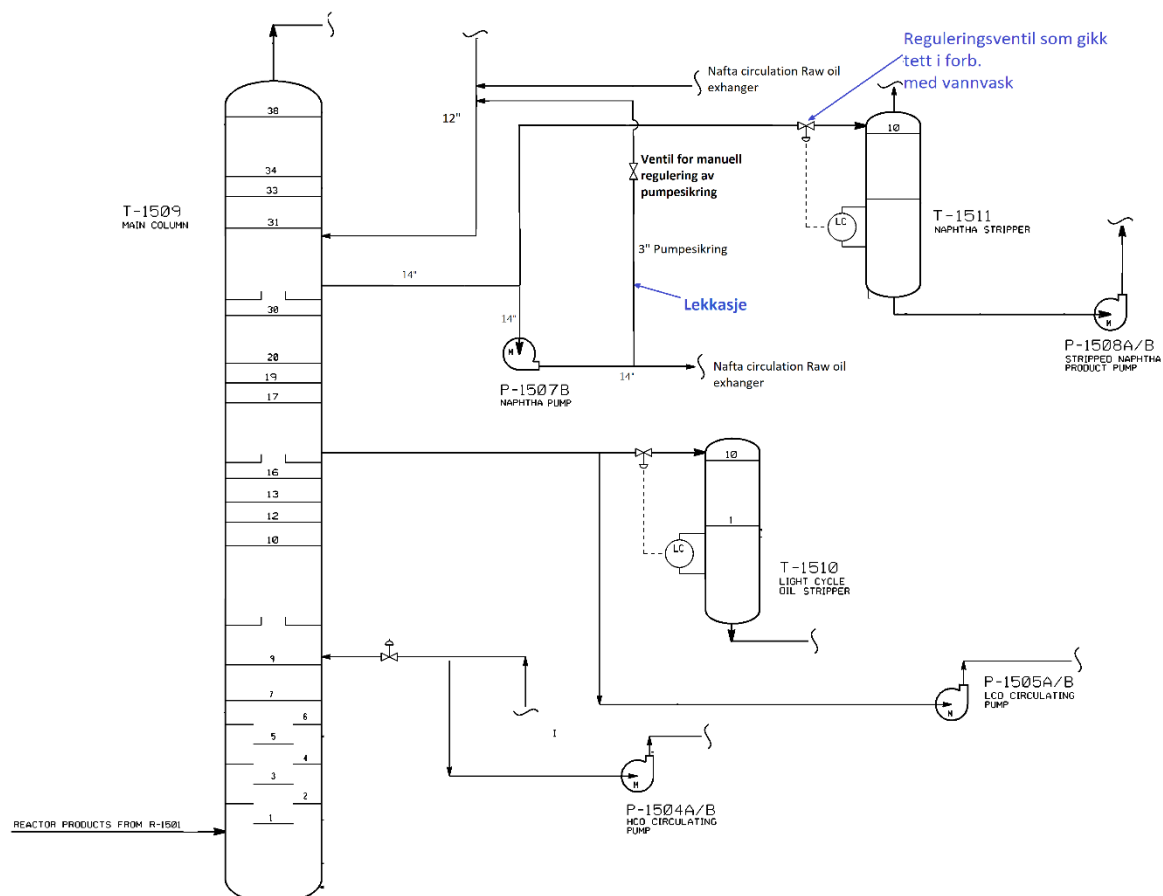 Reguleringsventil som gikk
tett i forb.
med vannvask
Nafta circulation Raw oil
exhanger
12"
38
10
Ventil for manuell
regulering av
pumpesikring
34
33
T-1509
MAIN COLUMN
31
LC
T-1511
NAPHTHA STRIPPER
3" Pumpesikring
14"
Lekkasje
30
14"
M
M
P-1508A/B
STRIPPED NAPHTHA
PRODUCT PUMP
20
19
17
P-1507B
NAPHTHA PUMP
14"
Nafta circulation Raw oil
exhanger
16
13
12
10
10
1
LC
T-1510
LIGHT CYCLE
OIL STRIPPER
9
7
6
5
4
3
2
1
I
M
P-1505A/B
LCO CIRCULATING
PUMP
M
P-1504A/B
HCO CIRCULATING
PUMP
REACTOR PRODUCTS FROM R-1501